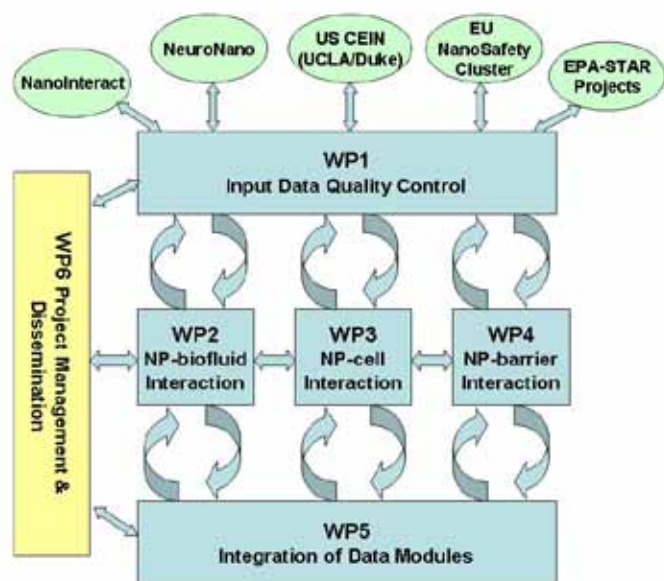 NanoInteract
NeuroNano
US CEIN
(UCLA/Duke)
EU
NanoSafety
Cluster
EPA-STAR
Projects
WP1
Input Data Quality Control
WP6 Project Management &
Dissemination
WP2
NP-biofluid
Interaction
WP3
NP-cell
Interaction
WP4
NP-barrier
Interaction
WP5
Integration of Data Modules